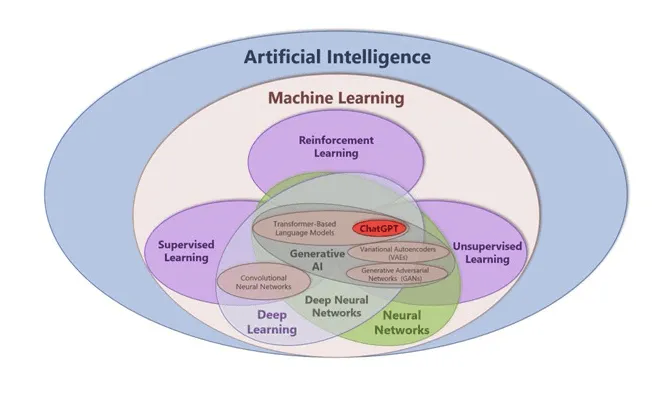 Artificial Intelligence
Machine Learning
Reinforcement
Learning
Transformer-Based
Language Models
ChatGPT
Supervised
Learning
Generative
AI
Variational Autoencoders
(VAEs)
Unsupervised
Learning
Generative Adversarial
Networks (GANs)
Convolutional
Neural Networks
Deep Neural
Networks
Deep
Learning
Neural
Networks